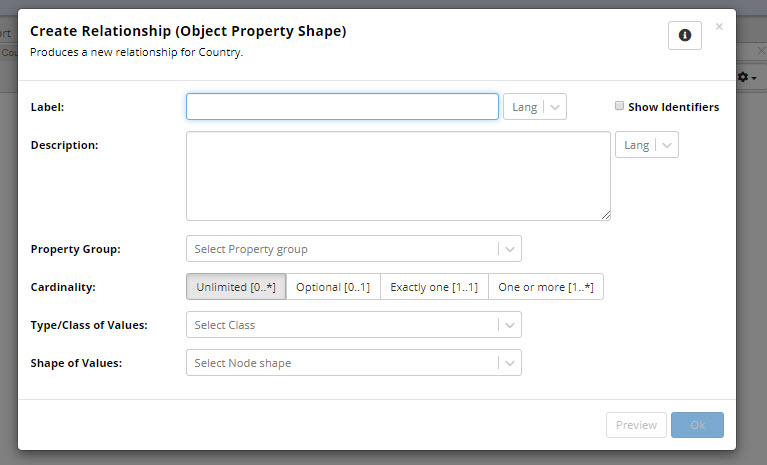 Create Relationship (Object Property Shape)
Produces a new relationship for Country.
Label:
Lang
Show Identifiers
Description:
Lang
Property Group:
Select Property group
Cardinality:
Unlimited [0..*]
Optional [0..1]
Exactly one [1..1]
One or more [1..*]
Type/Class of Values:
Select Class
Shape of Values:
Select Node shape
Preview
Ok